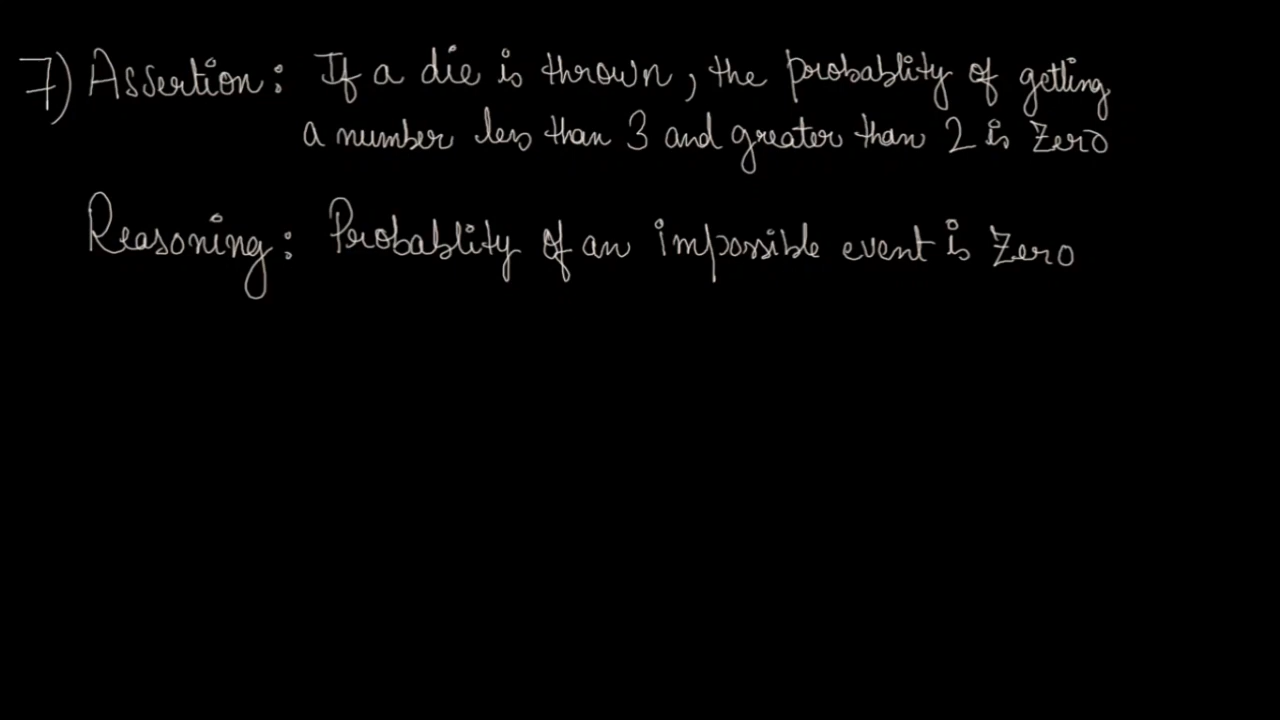 7) Assertion: If a die is thrown, the probablity of getting
a number less than 3 and greater than 2 is Zero
Reasoning: Probablity of an impossible event is Zero